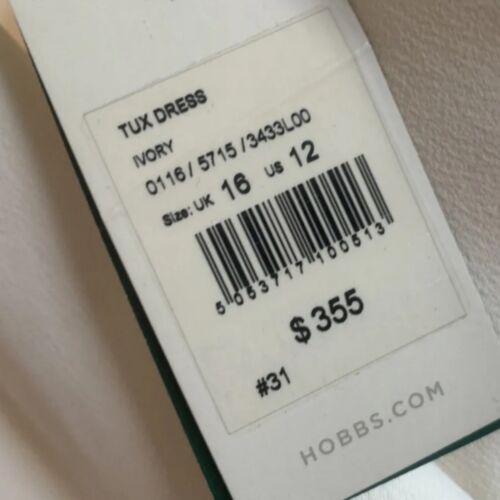 TUX DRESS
IVORY
0116 / 5715 /3433L00
Size: UK 16 US 12
5 053717 100513
$355
#31
HOBBS.COM